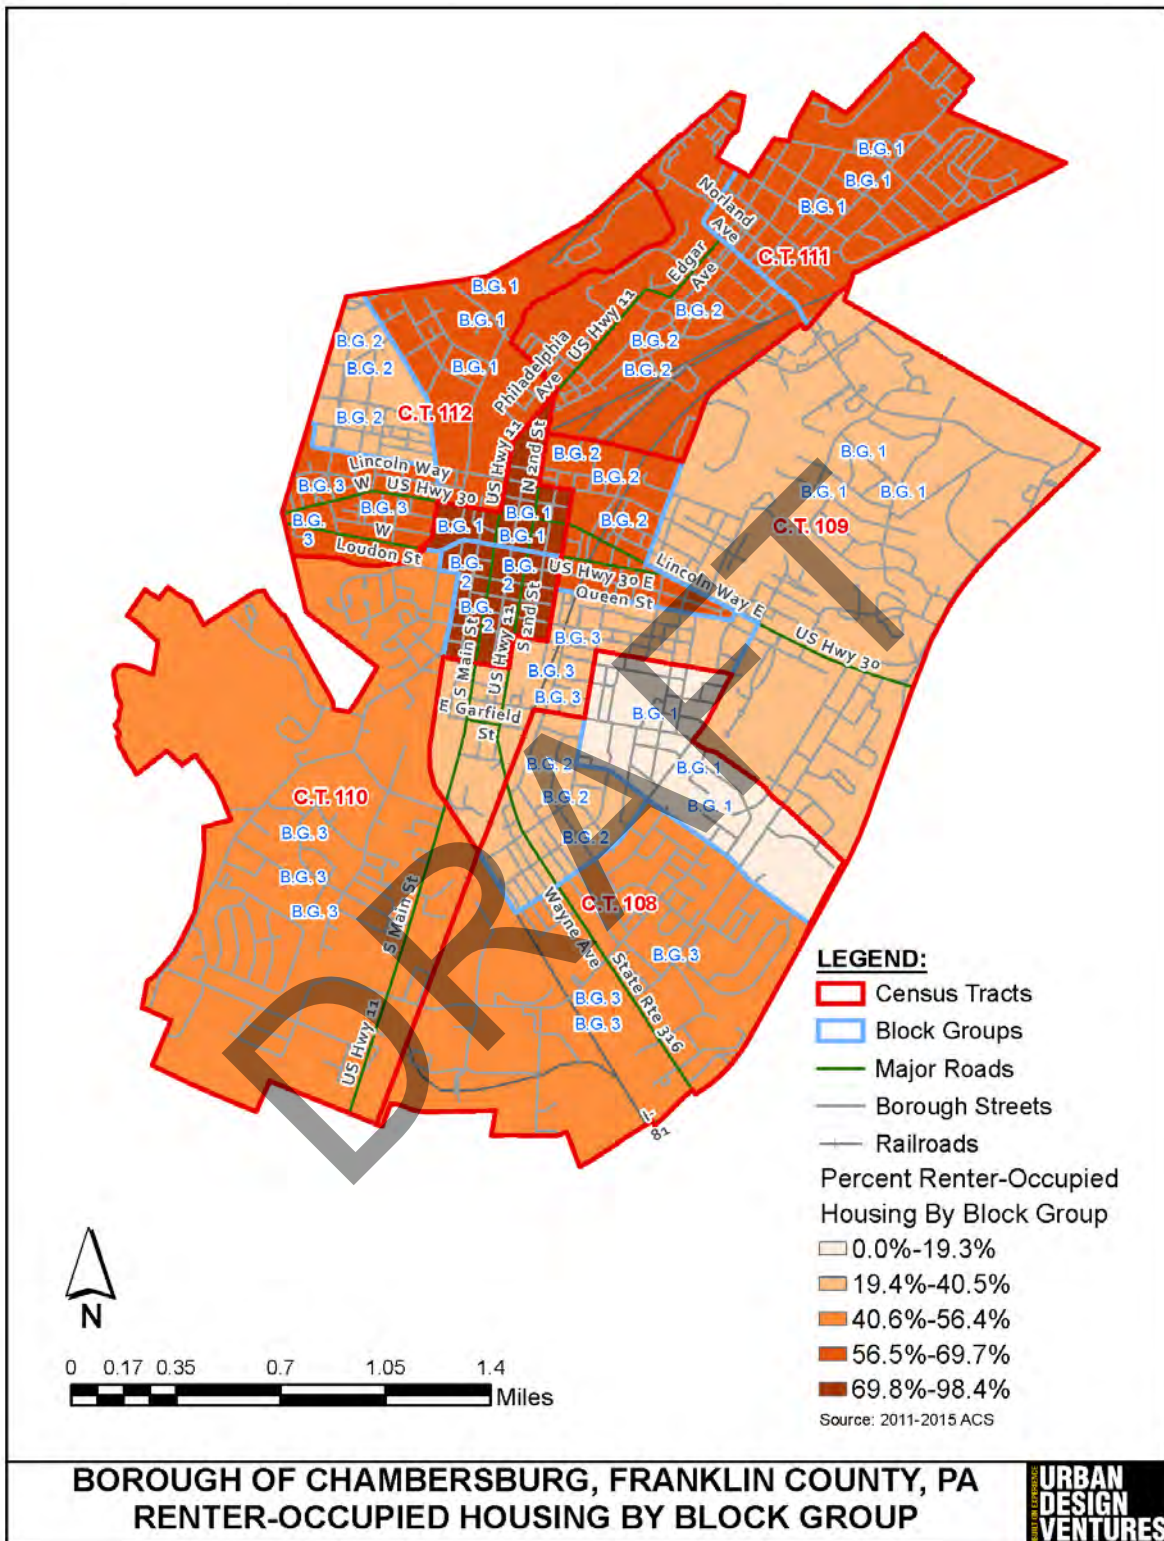 B.G. 1
B.G. 1
B.G. 1
Norland
Ave
C.T. 111
Edgar
Ave
B.G. 1
B.G. 1
B.G. 1
US Hwy 11
B.G. 2
B.G. 2
B.G. 2
Philadelphia
Ave
B.G. 2
B.G. 2
B.G. 2
C.T. 112
US Hwy 11
N 2nd St
B.G. 2
B.G. 2
B.G. 2
B.G. 1
B.G. 1
B.G. 1
C.T. 109
Lincoln Way
W
US Hwy 30
B.G. 3
B.G. 3
B.G.
3
W
Loudon St
B.G. 1
B.G. 1
B.G. 1
B.G.
2
B.G.
2
B.G.
2
US Hwy 30 E
Lincoln Way E
Queen St
US Hwy 30
S Main St
US Hwy 11
S 2nd St
B.G. 3
B.G. 3
B.G. 3
E Garfield
St
B.G. 1
B.G. 1
B.G. 1
B.G. 2
B.G. 2
B.G. 2
C.T. 110
B.G. 3
B.G. 3
B.G. 3
S Main St
US Hwy 11
C.T. 108
Wayne Ave
State Rte 316
B.G. 3
B.G. 3
B.G. 3
I-
81
DRAFT
LEGEND:
Census Tracts
Block Groups
Major Roads
Borough Streets
Railroads
Percent Renter-Occupied
Housing By Block Group
0.0%-19.3%
19.4%-40.5%
40.6%-56.4%
56.5%-69.7%
69.8%-98.4%
Source: 2011-2015 ACS
N
0 0.17 0.35 0.7 1.05 1.4
Miles
BOROUGH OF CHAMBERSBURG, FRANKLIN COUNTY, PA
RENTER-OCCUPIED HOUSING BY BLOCK GROUP
BUILT ON EXPERIENCE
URBAN
DESIGN
VENTURES